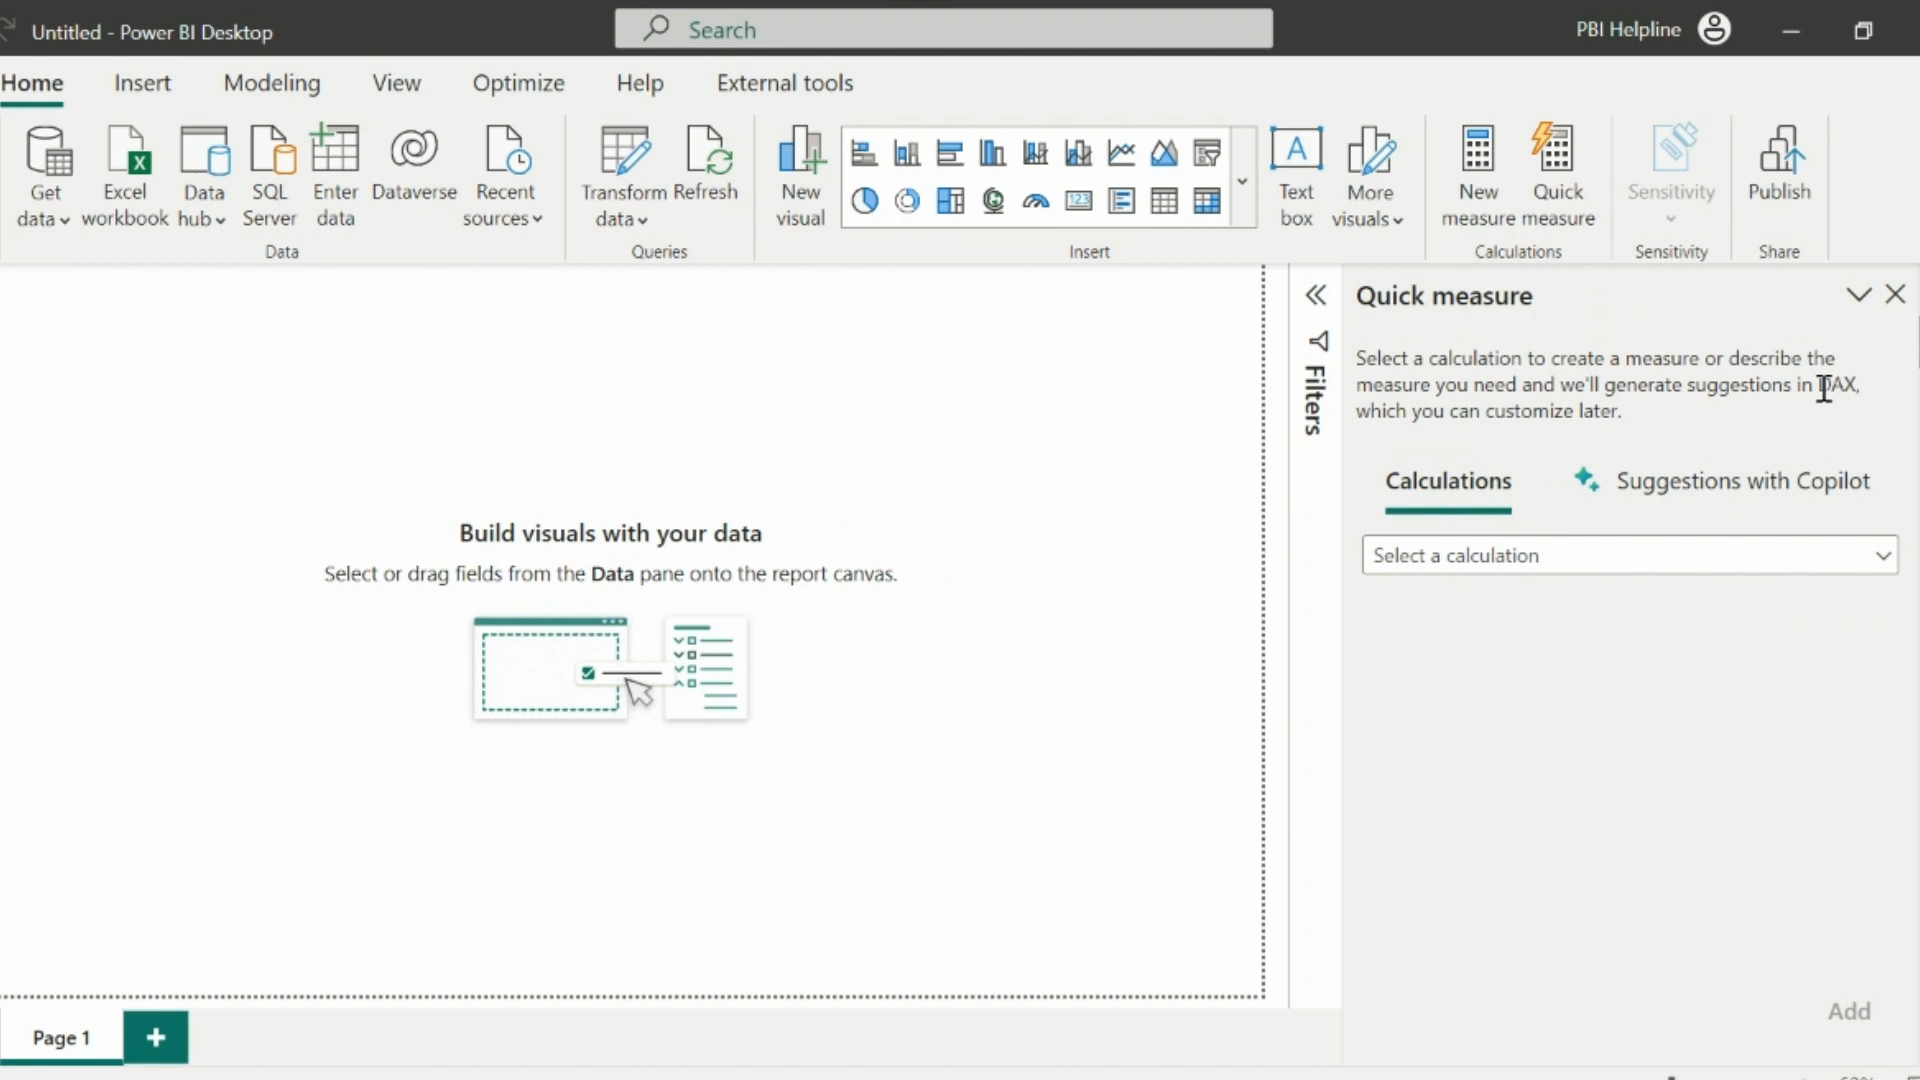 Untitled - Power BI Desktop
Search
PBI Helpline
Home Insert Modeling View Optimize Help External tools
Get data
Excel workbook
Data hub
SQL Server
Enter data
Dataverse
Recent sources
Data
Transform data
Refresh
Queries
New visual
123
Insert
A
Text box
More visuals
New measure
Quick measure
Calculations
Sensitivity
Sensitivity
Publish
Share
Build visuals with your data
Select or drag fields from the Data pane onto the report canvas.
Filters
Quick measure
Select a calculation to create a measure or describe the
measure you need and we'll generate suggestions in DAX,
which you can customize later.
Calculations Suggestions with Copilot
Select a calculation
Add
Page 1